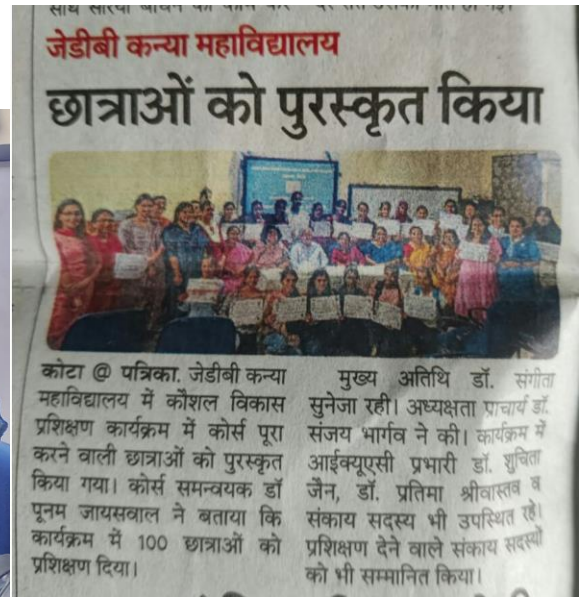 जेडीबी कन्या महाविद्यालय
छात्राओं को पुरस्कृत किया
कोटा @ पत्रिका. जेडीबी कन्या
महाविद्यालय में कौशल विकास
प्रशिक्षण कार्यक्रम में कोर्स पूरा
करने वाली छात्राओं को पुरस्कृत
किया गया। कोर्स समन्वयक डॉ
पूनम जायसवाल ने बताया कि
कार्यक्रम में 100 छात्राओं को
प्रशिक्षण दिया।
मुख्य अतिथि डॉ. संगीता
सुनेजा रही। अध्यक्षता प्राचार्य डॉ.
संजय भार्गव ने की। कार्यक्रम में
आईक्यूएसी प्रभारी डॉ. शुचिता
जैन, डॉ. प्रतिमा श्रीवास्तव व
संकाय सदस्य भी उपस्थित रहे।
प्रशिक्षण देने वाले संकाय सदस्यों
को भी सम्मानित किया।